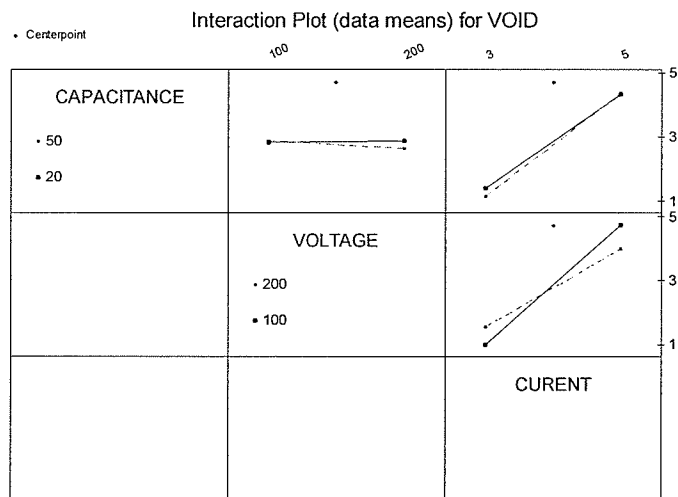 Interaction Plot (data means) for VOID
• Centerpoint
100 200 3 5
CAPACITANCE
• 50
▪ 20
5
3
1
VOLTAGE
• 200
▪ 100
5
3
1
CURENT